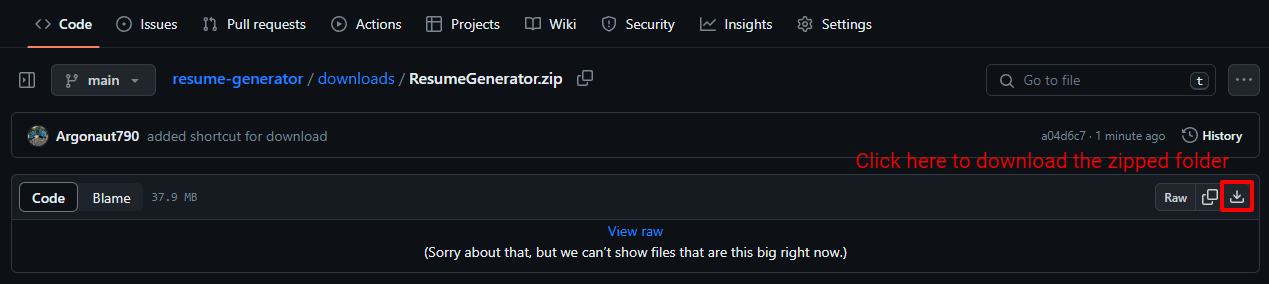 Code Issues Pull requests Actions Projects Wiki Security Insights Settings
main resume-generator / downloads / ResumeGenerator.zip Go to file t
Argonaut790 added shortcut for download a04d6c7 · 1 minute ago History
Click here to download the zipped folder
Code Blame 37.9 MB Raw
View raw
(Sorry about that, but we can’t show files that are this big right now.)